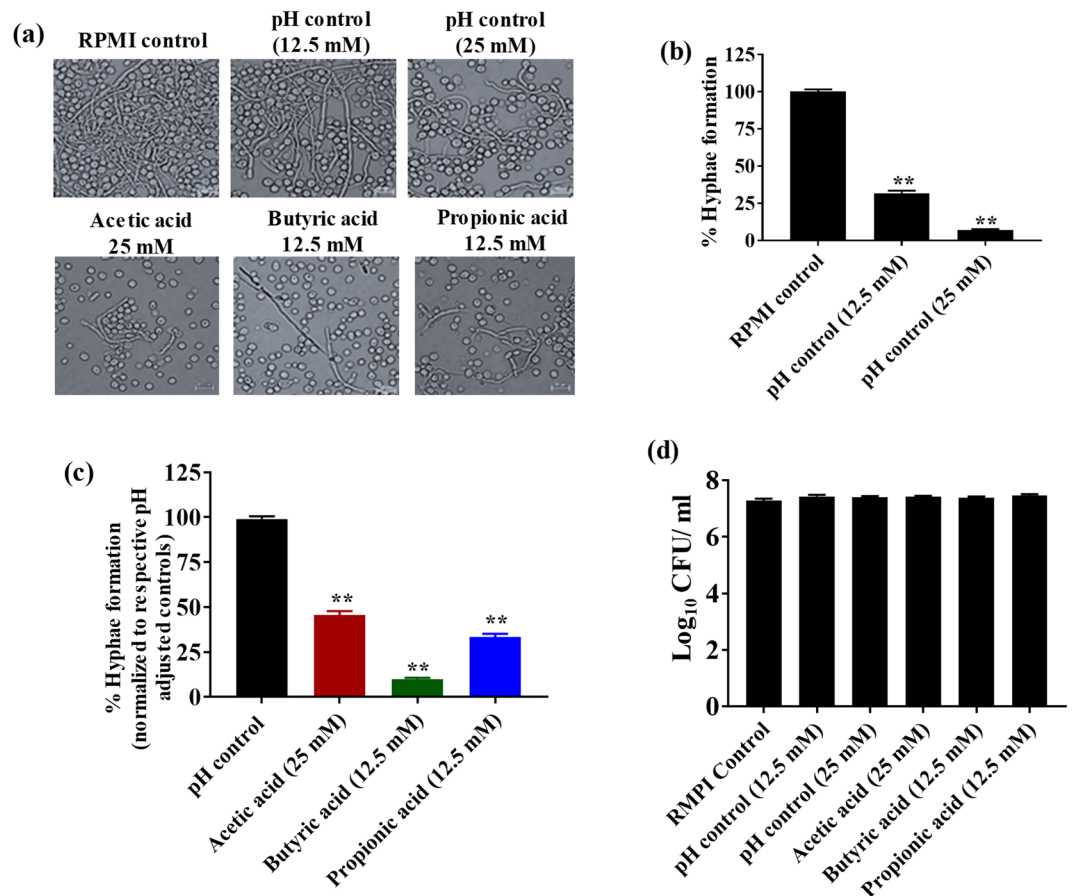 (a)
RPMI control
pH control
(12.5 mM)
pH control
(25 mM)
Acetic acid
25 mM
Butyric acid
12.5 mM
Propionic acid
12.5 mM
(b)
% Hyphae formation
125
100
75
50
25
0
**
**
RPMI control
pH control (12.5 mM)
pH control (25 mM)
(c)
% Hyphae formation
(normalized to respective pH
adjusted controls)
125
100
75
50
25
0
**
**
**
pH control
Acetic acid (25 mM)
Butyric acid (12.5 mM)
Propionic acid (12.5 mM)
(d)
Log10 CFU/ ml
8
6
4
2
0
RMPI Control
pH control (12.5 mM)
pH control (25 mM)
Acetic acid (25 mM)
Butyric acid (12.5 mM)
Propionic acid (12.5 mM)